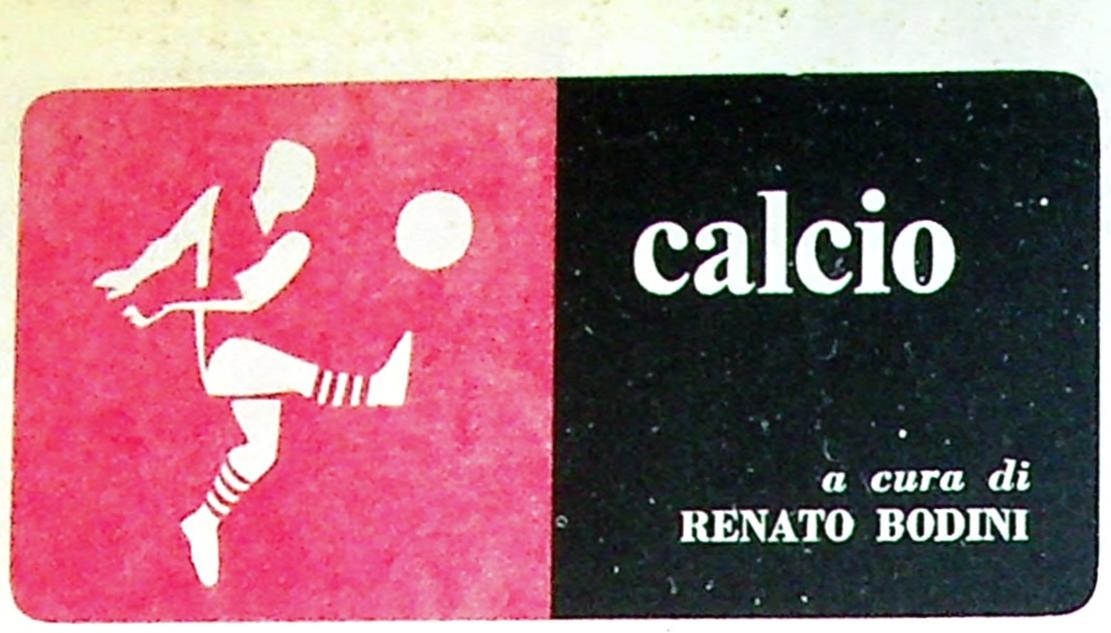 calcio
a cura di
RENATO BODINI